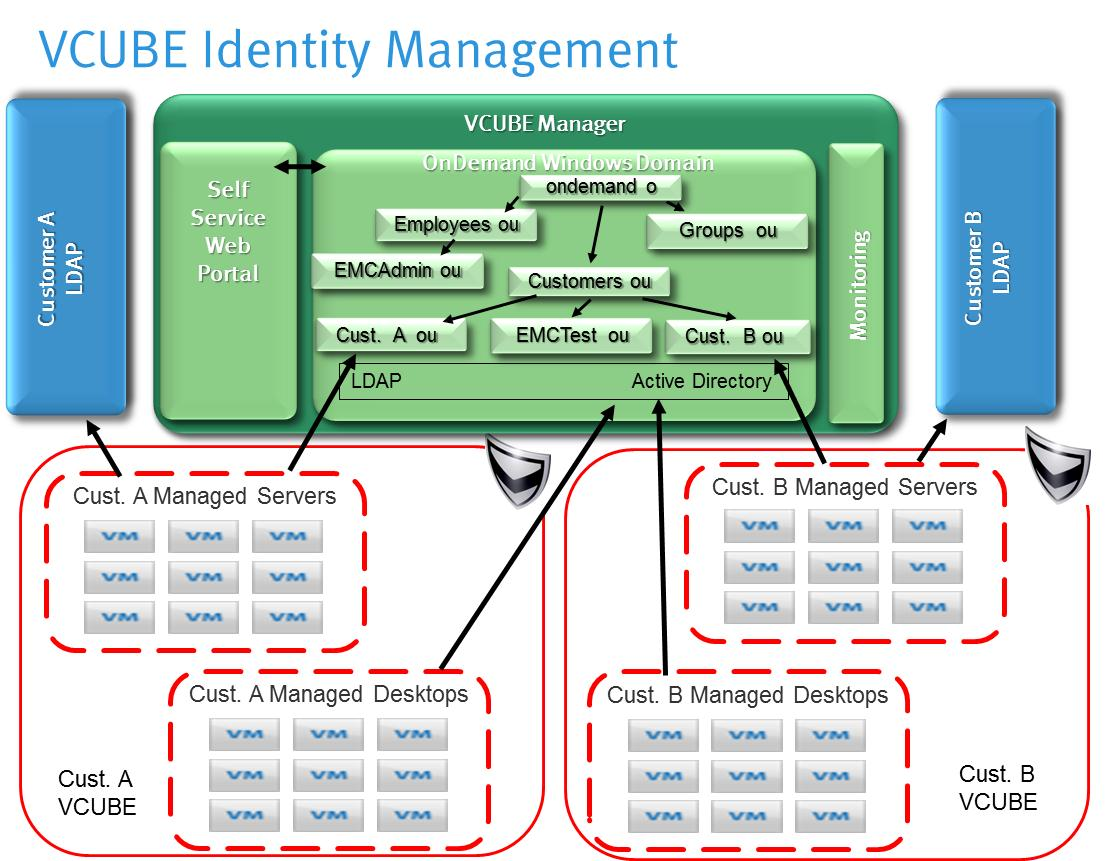 VCUBE Identity Management
VCUBE Manager
Customer A
LDAP
Self
Service
Web
Portal
OnDemand Windows Domain
ondemand o
Employees ou
Groups ou
EMCAdmin ou
Customers ou
Cust. A ou
EMCTest ou
Cust. B ou
LDAP
Active Directory
Monitoring
Customer B
LDAP
Cust. A Managed Servers
VM VM VM
VM VM VM
VM VM VM
Cust. A Managed Desktops
VM VM VM
VM VM VM
VM VM VM
Cust. A
VCUBE
Cust. B Managed Servers
VM VM VM
VM VM VM
VM VM VM
Cust. B Managed Desktops
VM VM VM
VM VM VM
VM VM VM
Cust. B
VCUBE